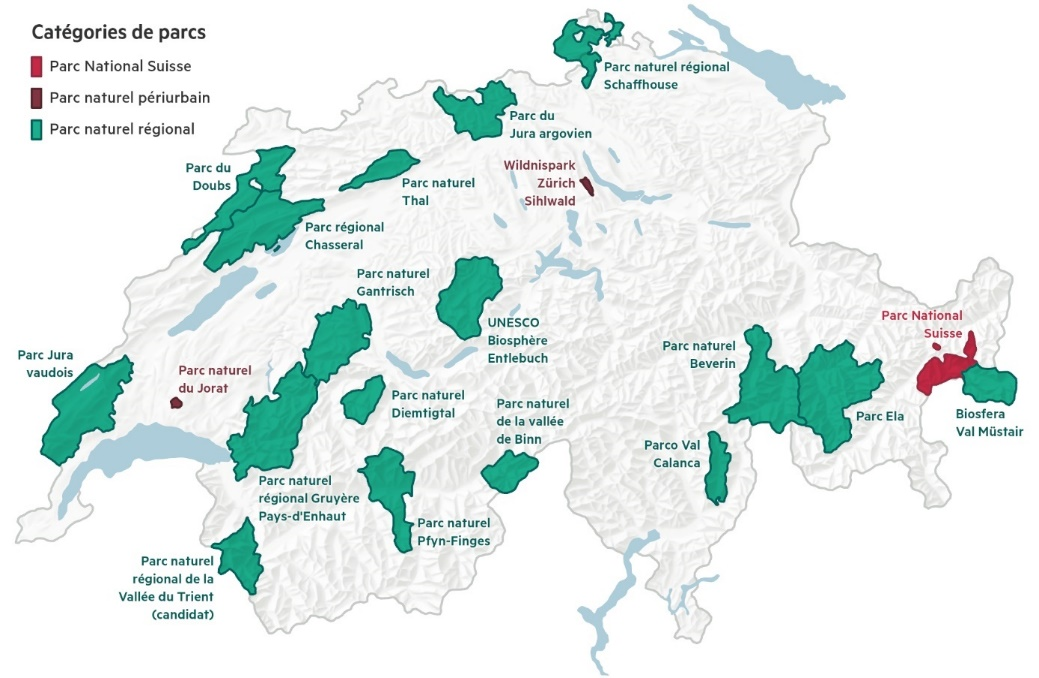 Catégories de parcs
Parc National Suisse
Parc naturel périurbain
Parc naturel régional
Parc naturel régional
Schaffhouse
Parc du
Jura argovien
Parc du
Doubs
Parc naturel
Thal
Wildnispark
Zürich
Sihlwald
Parc régional
Chasseral
Parc naturel
Gantrisch
UNESCO
Biosphère
Entlebuch
Parc National
Suisse
Parc naturel
Beverin
Parc Jura
vaudois
Parc naturel
du Jorat
Parc naturel
Diemtigtal
Parc naturel
de la vallée
de Binn
Parc Ela
Biosfera
Val Müstair
Parco Val
Calanca
Parc naturel
régional Gruyère
Pays-d'Enhaut
Parc naturel
Pfyn-Finges
Parc naturel
régional de la
Vallée du Trient
(candidat)